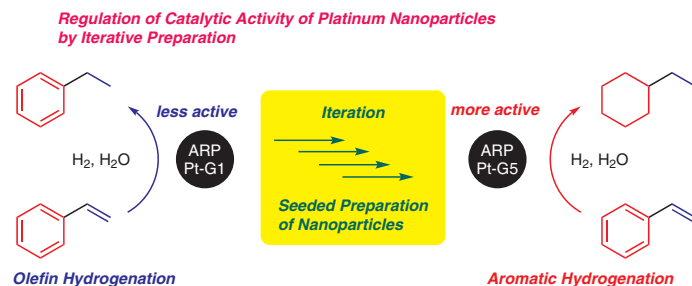 Regulation of Catalytic Activity of Platinum Nanoparticles
by Iterative Preparation
less active
ARP
Pt-G1
H₂, H₂O
Olefin Hydrogenation
Iteration
Seeded Preparation
of Nanoparticles
more active
ARP
Pt-G5
H₂, H₂O
Aromatic Hydrogenation